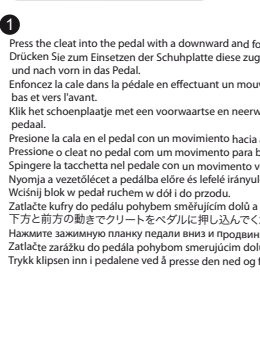 1
Press the cleat into the pedal with a downward and fo
Drücken Sie zum Einsetzen der Schuhplatte diese zug
und nach vorn in das Pedal.
Enfoncez la cale dans la pédale en effectuant un mou
bas et vers l'avant.
Klik het schoenplaatje met een voorwaartse en neerw
pedaal.
Presione la cala en el pedal con un movimiento hacia
Pressione o cleat no pedal com um movimento para b
Spingere la tacchetta nel pedale con un movimento v
Nyomja a vezetőlécet a pedálba előre és lefelé irányul
Wciśnij blok w pedał ruchem w dół i do przodu.
Zatlačte kufry do pedálu pohybem směřujícím dolů a
下方と前方の動きでクリートをペダルに押し込んでく
Нажмите зажимную планку педали вниз и продвин
Zatlačte zarážku do pedála pohybom smerujúcim dolu
Trykk klipsen inn i pedalene ved å presse den ned og f